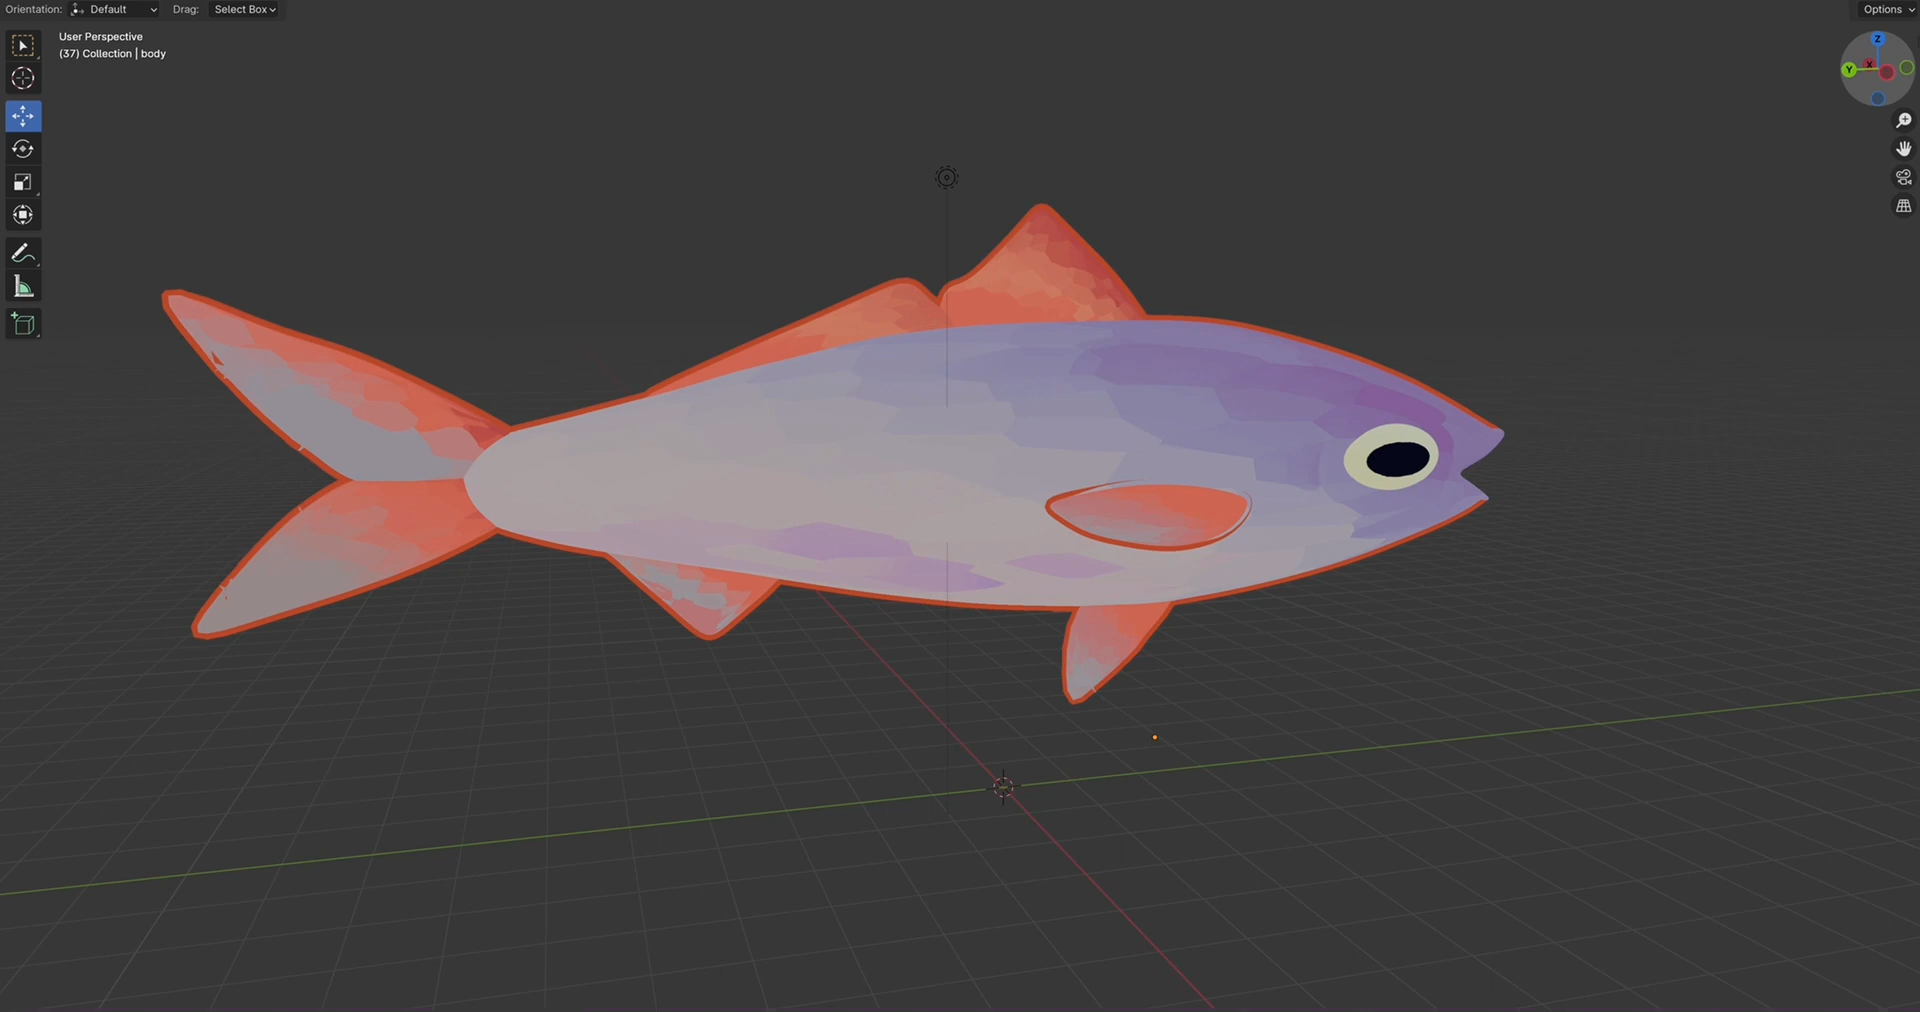 Orientation: Default Drag: Select Box Options
User Perspective
(37) Collection | body
Z
X
Y